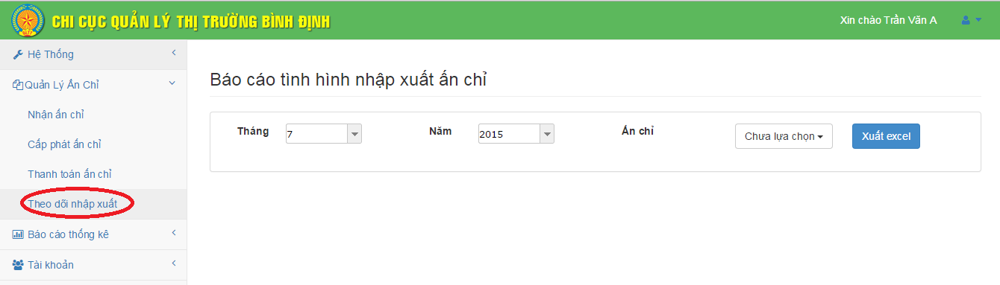 CHI CỤC QUẢN LÝ THỊ TRƯỜNG BÌNH ĐỊNH
Xin chào Trần Văn A
Hệ Thống
Quản Lý Ấn Chỉ
Nhận ấn chỉ
Cấp phát ấn chỉ
Thanh toán ấn chỉ
Theo dõi nhập xuất
Báo cáo thống kê
Tài khoản
Báo cáo tình hình nhập xuất ấn chỉ
Tháng 7 Năm 2015 Ấn chỉ Chưa lựa chọn Xuất excel